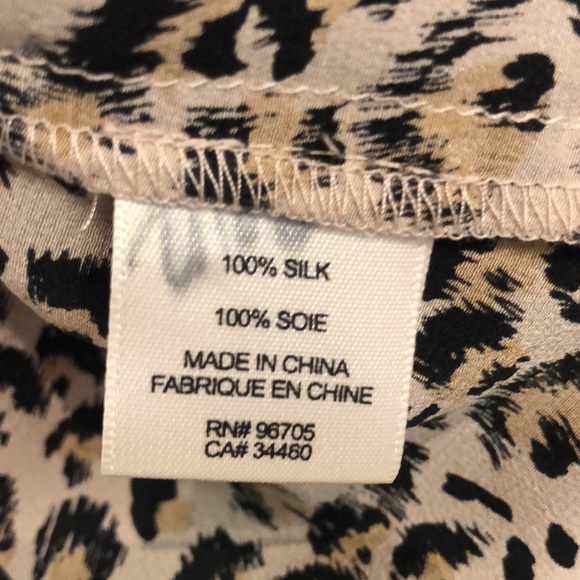 100% SILK
100% SOIE
MADE IN CHINA
FABRIQUE EN CHINE
RN# 96705
CA# 34460